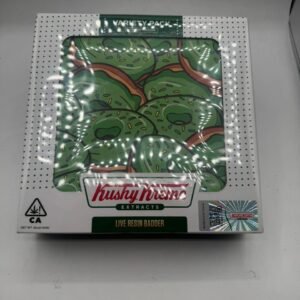 VARIETY PACK
Kushy Kreme
EXTRACTS
LIVE RESIN BADDER
CA